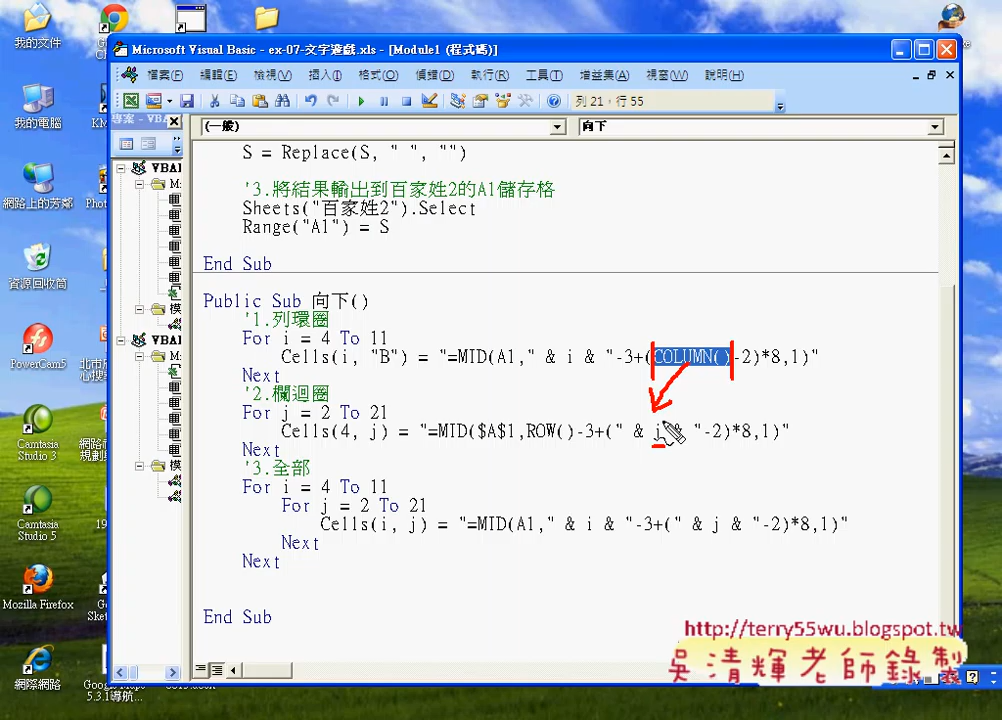 我的文件
Microsoft Visual Basic - ex-07-文字遊戲.xls - [Module1 (程式碼)]
檔案(F) 編輯(E) 檢視(V) 插入(I) 格式(O) 偵錯(D) 執行(R) 工具(T) 增益集(A) 視窗(W) 說明(H)
列 21，行 55
專案 - VBA
(一般)
向下
我的電腦
網路上的芳鄰
資源回收筒
PowerCam5
Camtasia Studio 3
Camtasia Studio 5
Mozilla Firefox
網際網路
S = Replace(S, " ", "")
'3.將結果輸出到百家姓2的A1儲存格
Sheets("百家姓2").Select
Range("A1") = S
End Sub
Public Sub 向下()
'1.列環圈
For i = 4 To 11
Cells(i, "B") = "=MID(A1," & i & "-3+(COLUMN()-2)*8,1)"
Next
'2.欄迴圈
For j = 2 To 21
Cells(4, j) = "=MID($A$1,ROW()-3+(" & j & "-2)*8,1)"
Next
'3.全部
For i = 4 To 11
For j = 2 To 21
Cells(i, j) = "=MID(A1," & i & "-3+(" & j & "-2)*8,1)"
Next
Next
End Sub
http://terry55wu.blogspot.tw
吳清輝老師錄製